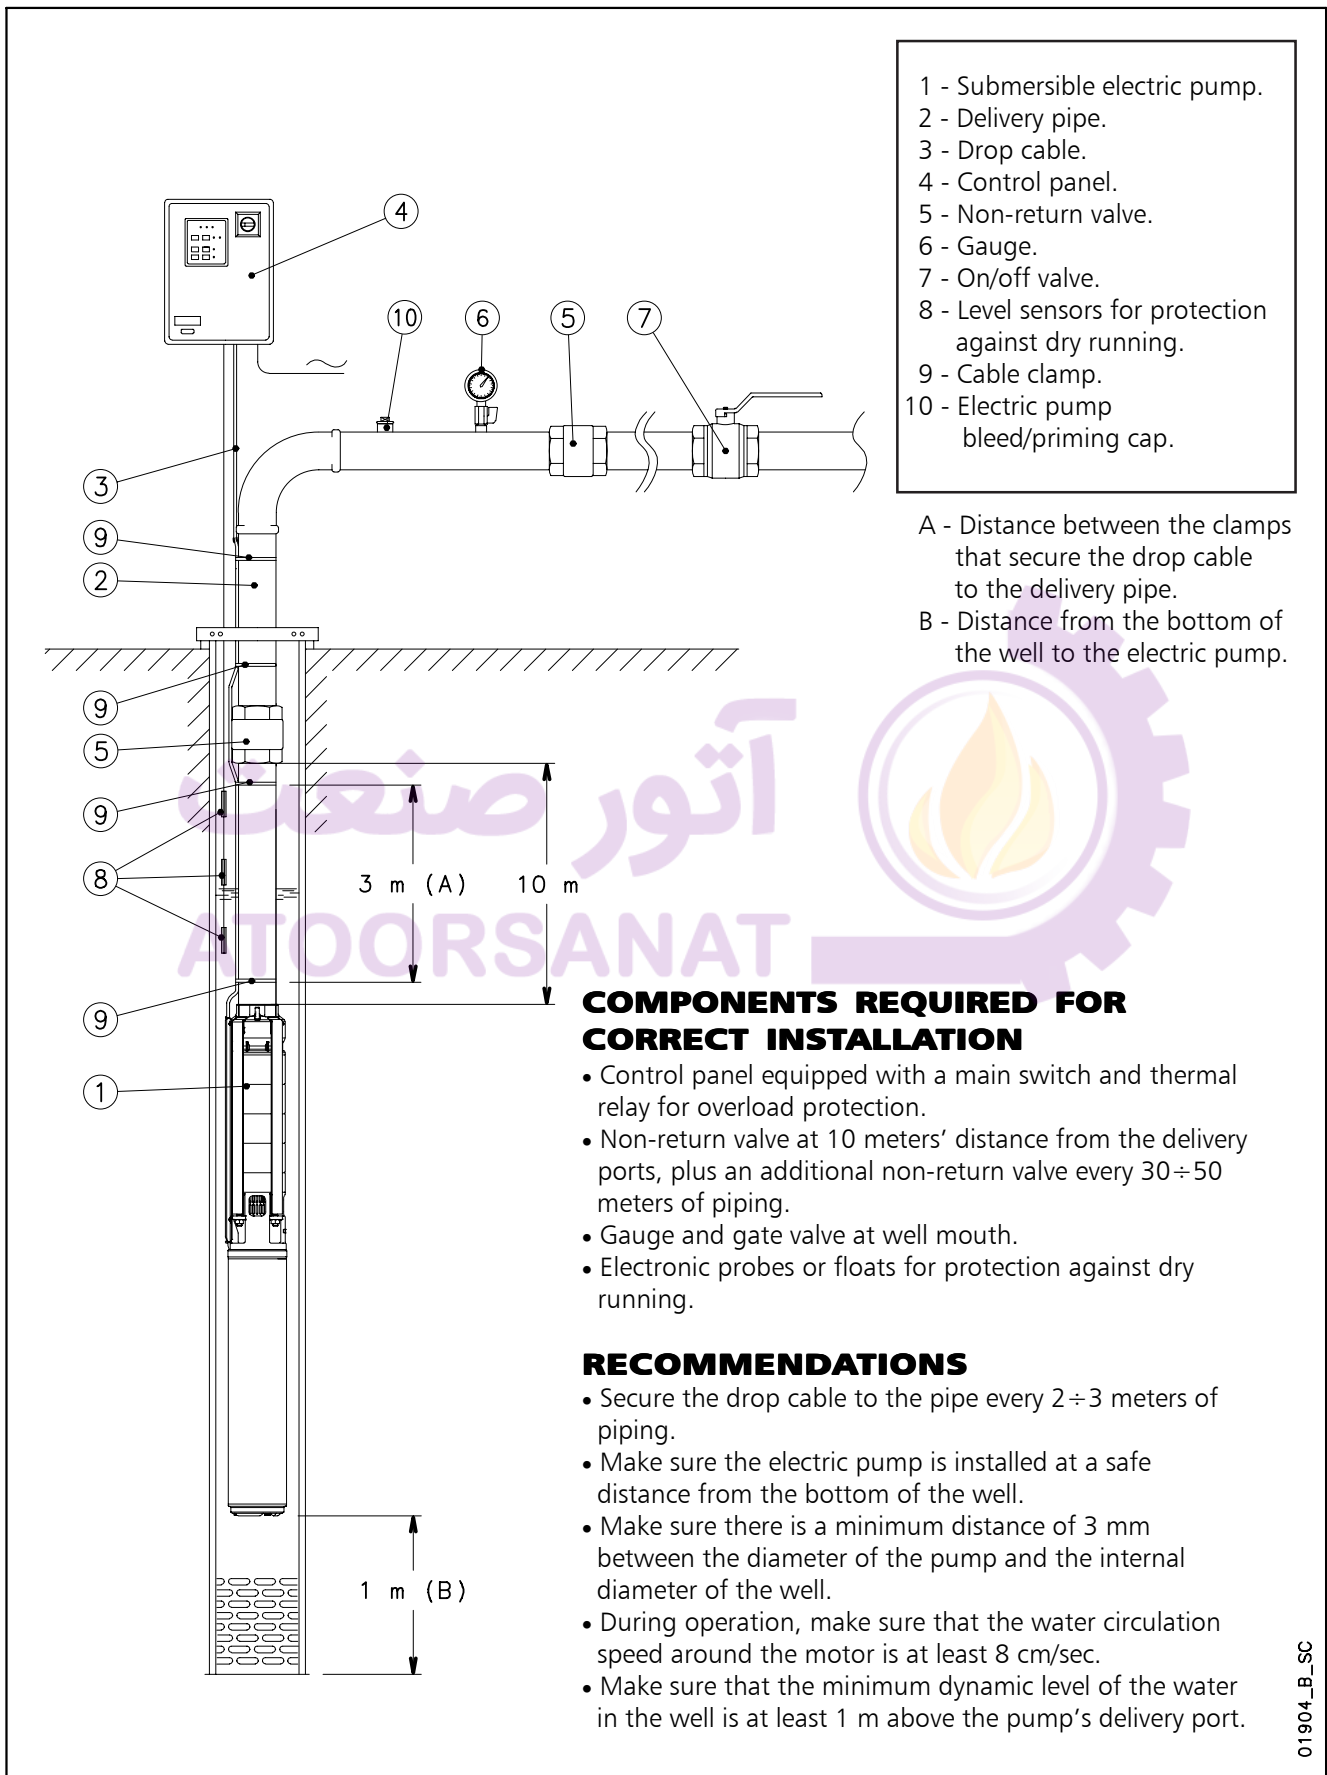 1 - Submersible electric pump.
2 - Delivery pipe.
3 - Drop cable.
4 - Control panel.
5 - Non-return valve.
6 - Gauge.
7 - On/off valve.
8 - Level sensors for protection
against dry running.
9 - Cable clamp.
10 - Electric pump
bleed/priming cap.
A - Distance between the clamps
that secure the drop cable
to the delivery pipe.
B - Distance from the bottom of
the well to the electric pump.
4
10
6
5
7
3
9
2
9
5
9
8
9
1
3 m (A)
10 m
1 m (B)
آتور صنعت
ATOORSANAT
COMPONENTS REQUIRED FOR
CORRECT INSTALLATION
• Control panel equipped with a main switch and thermal
relay for overload protection.
• Non-return valve at 10 meters’ distance from the delivery
ports, plus an additional non-return valve every 30÷50
meters of piping.
• Gauge and gate valve at well mouth.
• Electronic probes or floats for protection against dry
running.
RECOMMENDATIONS
• Secure the drop cable to the pipe every 2÷3 meters of
piping.
• Make sure the electric pump is installed at a safe
distance from the bottom of the well.
• Make sure there is a minimum distance of 3 mm
between the diameter of the pump and the internal
diameter of the well.
• During operation, make sure that the water circulation
speed around the motor is at least 8 cm/sec.
• Make sure that the minimum dynamic level of the water
in the well is at least 1 m above the pump’s delivery port.
01904_B_SC